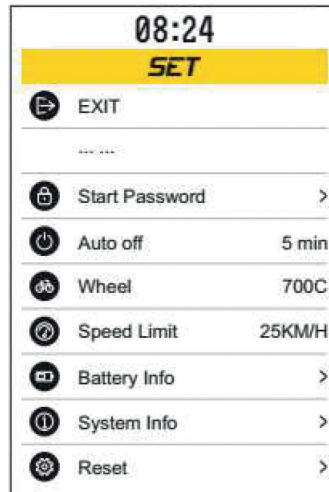 08:24
SET
EXIT
--- ---
Start Password >
Auto off 5 min
Wheel 700C
Speed Limit 25KM/H
Battery Info >
System Info >
Reset >